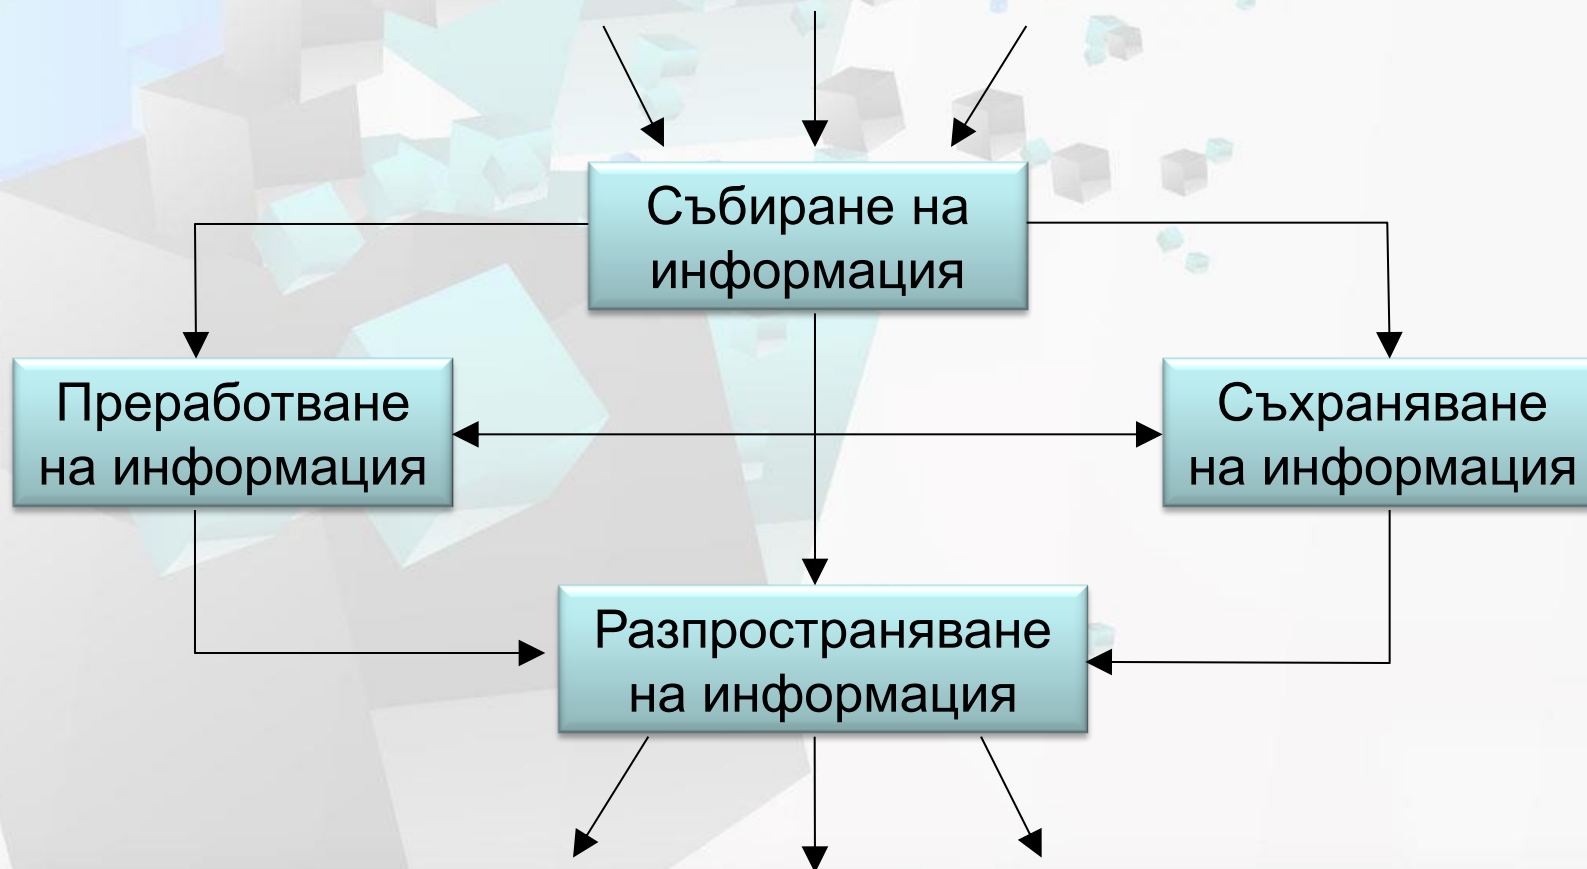 Събиране на
информация
Преработване
на информация
Съхраняване
на информация
Разпространяване
на информация